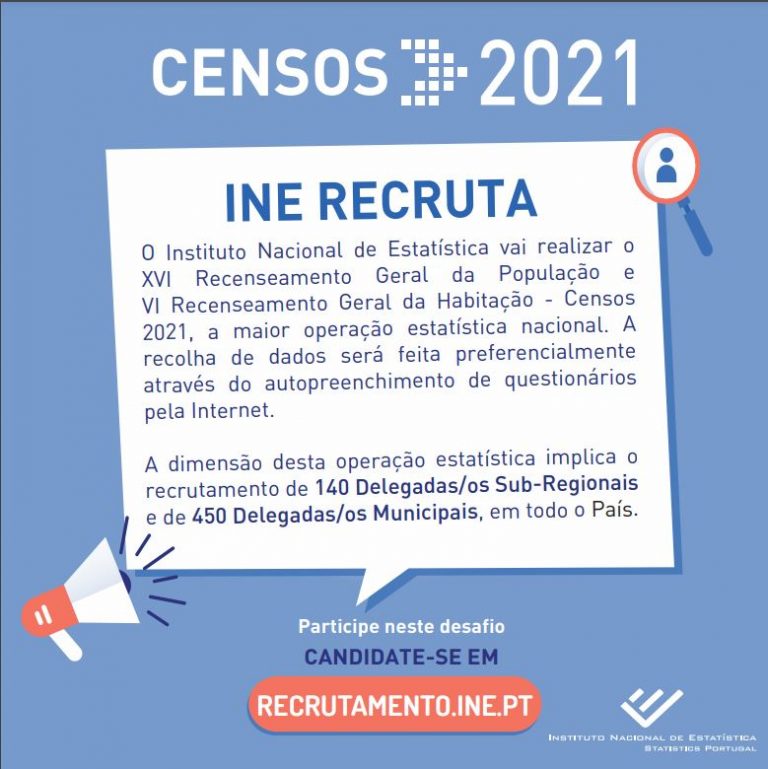 CENSOS 2021
INE RECRUTA
O Instituto Nacional de Estatística vai realizar o
XVI Recenseamento Geral da População e
VI Recenseamento Geral da Habitação - Censos
2021, a maior operação estatística nacional. A
recolha de dados será feita preferencialmente
através do autopreenchimento de questionários
pela Internet.
A dimensão desta operação estatística implica o
recrutamento de 140 Delegadas/os Sub-Regionais
e de 450 Delegadas/os Municipais, em todo o País.
Participe neste desafio
CANDIDATE-SE EM
RECRUTAMENTO.INE.PT
INSTITUTO NACIONAL DE ESTATÍSTICA
STATISTICS PORTUGAL